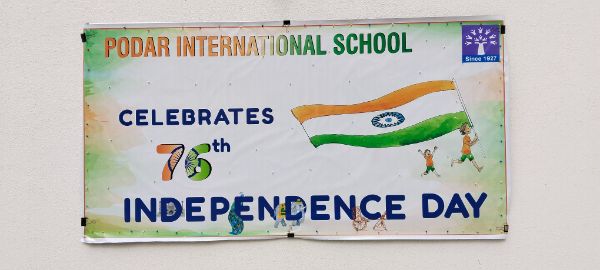 PODAR INTERNATIONAL SCHOOL
Since 1927
CELEBRATES
76th
INDEPENDENCE DAY